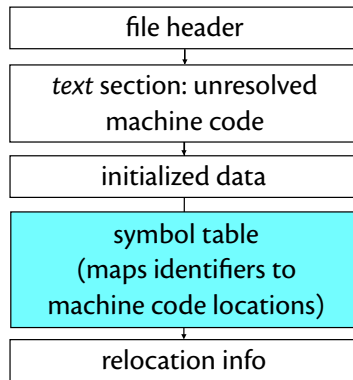 file header
text section: unresolved
machine code
initialized data
symbol table
(maps identifiers to
machine code locations)
relocation info